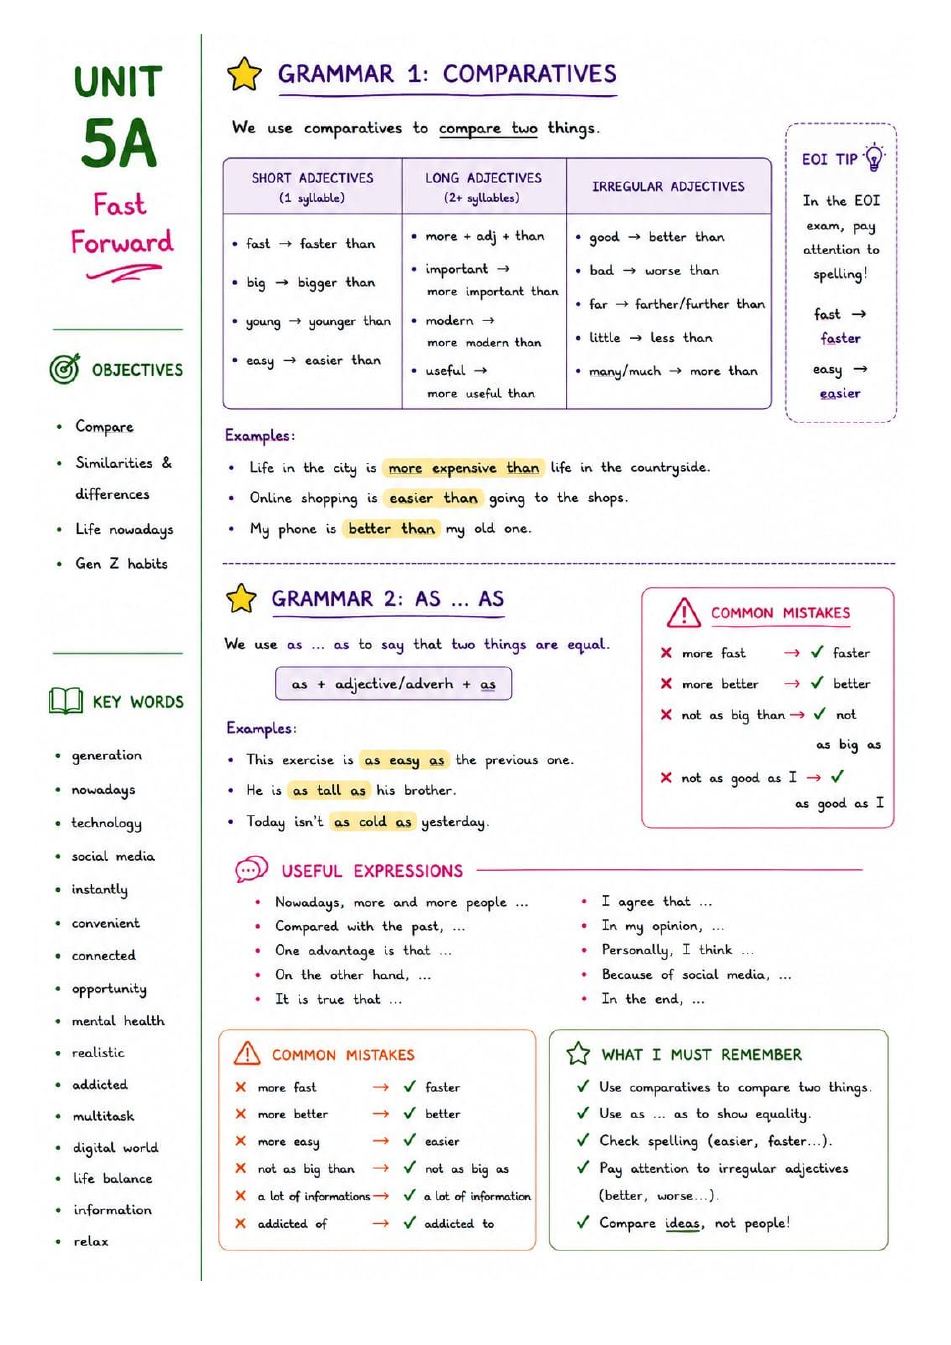 UNIT
5A
Fast
Forward
OBJECTIVES
• Compare
• Similarities &
differences
• Life nowadays
• Gen Z habits
KEY WORDS
• generation
• nowadays
• technology
• social media
• instantly
• convenient
• connected
• opportunity
• mental health
• realistic
• addicted
• multitask
• digital world
• life balance
• information
• relax
GRAMMAR 1: COMPARATIVES
We use comparatives to compare two things.
SHORT ADJECTIVES
(1 syllable)
• fast → faster than
• big → bigger than
• young → younger than
• easy → easier than
LONG ADJECTIVES
(2+ syllables)
• more + adj + than
• important →
more important than
• modern →
more modern than
• useful →
more useful than
IRREGULAR ADJECTIVES
• good → better than
• bad → worse than
• far → farther/further than
• little → less than
• many/much → more than
EOI TIP
In the EOI
exam, pay
attention to
spelling!
fast →
faster
easy →
easier
Examples:
• Life in the city is more expensive than life in the countryside.
• Online shopping is easier than going to the shops.
• My phone is better than my old one.
GRAMMAR 2: AS ... AS
We use as ... as to say that two things are equal.
as + adjective/adverh + as
Examples:
• This exercise is as easy as the previous one.
• He is as tall as his brother.
• Today isn't as cold as yesterday.
COMMON MISTAKES
✗ more fast → ✓ faster
✗ more better → ✓ better
✗ not as big than → ✓ not
as big as
✗ not as good as I → ✓
as good as I
USEFUL EXPRESSIONS
• Nowadays, more and more people ...
• Compared with the past, ...
• One advantage is that ...
• On the other hand, ...
• It is true that ...
• I agree that ...
• In my opinion, ...
• Personally, I think ...
• Because of social media, ...
• In the end, ...
COMMON MISTAKES
✗ more fast → ✓ faster
✗ more better → ✓ better
✗ more easy → ✓ easier
✗ not as big than → ✓ not as big as
✗ a lot of informations → ✓ a lot of information
✗ addicted of → ✓ addicted to
WHAT I MUST REMEMBER
✓ Use comparatives to compare two things.
✓ Use as ... as to show equality.
✓ Check spelling (easier, faster...).
✓ Pay attention to irregular adjectives
(better, worse...).
✓ Compare ideas, not people!